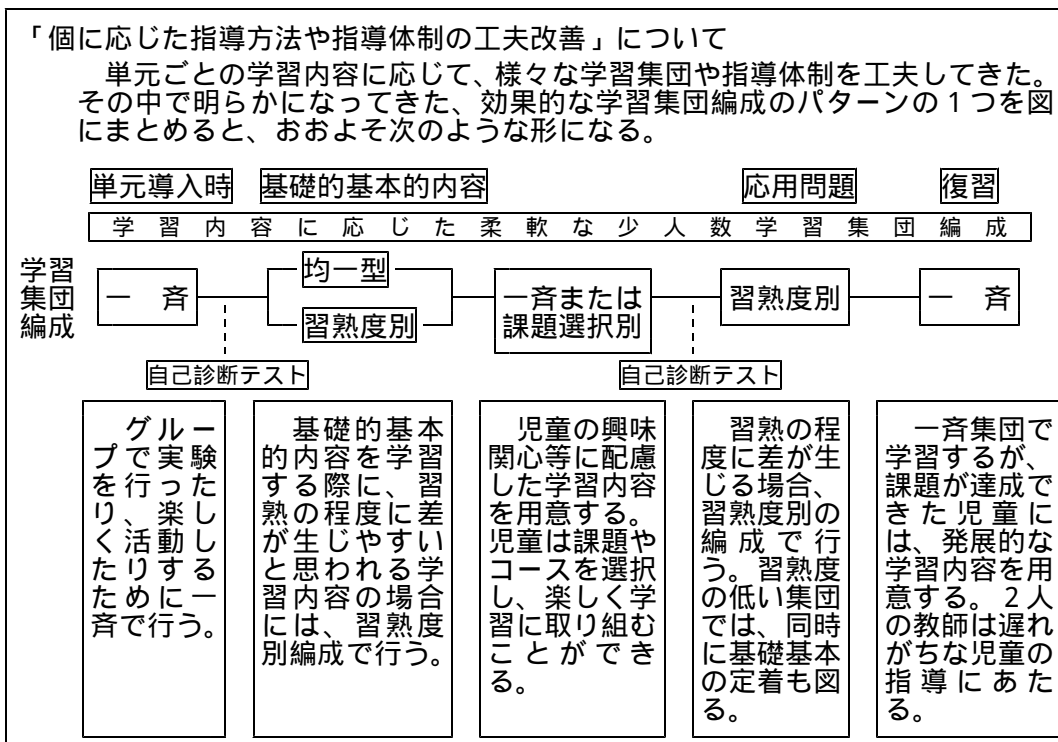 「個に応じた指導方法や指導体制の工夫改善」について
単元ごとの学習内容に応じて、様々な学習集団や指導体制を工夫してきた。
その中で明らかになってきた、効果的な学習集団編成のパターンの1つを図
にまとめると、おおよそ次のような形になる。
単元導入時 基礎的基本的内容 応用問題 復習
学習内容に応じた柔軟な少人数学習集団編成
学習
集団
編成
一 斉
均一型
習熟度別
一斉または
課題選択別
習熟度別
一 斉
自己診断テスト
自己診断テスト
グルー
プで実験
を行った
り、楽し
く活動し
たりする
ために一
斉で行う。
基礎的基本
的内容を学習
する際に、習
熟の程度に差
が生じやすい
と思われる学
習内容の場合
には、習熟度
別編成で行う。
児童の興味
関心等に配慮
した学習内容
を用意する。
児童は課題や
コースを選択
し、楽しく学
習に取り組む
ことができ
る。
習熟の程
度に差が生
じる場合、
習熟度別の
編成で行
う。習熟度
の低い集団
では、同時
に基礎基本
の定着も図
る。
一斉集団で
学習するが、
課題が達成で
きた児童に
は、発展的な
学習内容を用
意する。2人
の教師は遅れ
がちな児童の
指導にあた
る。